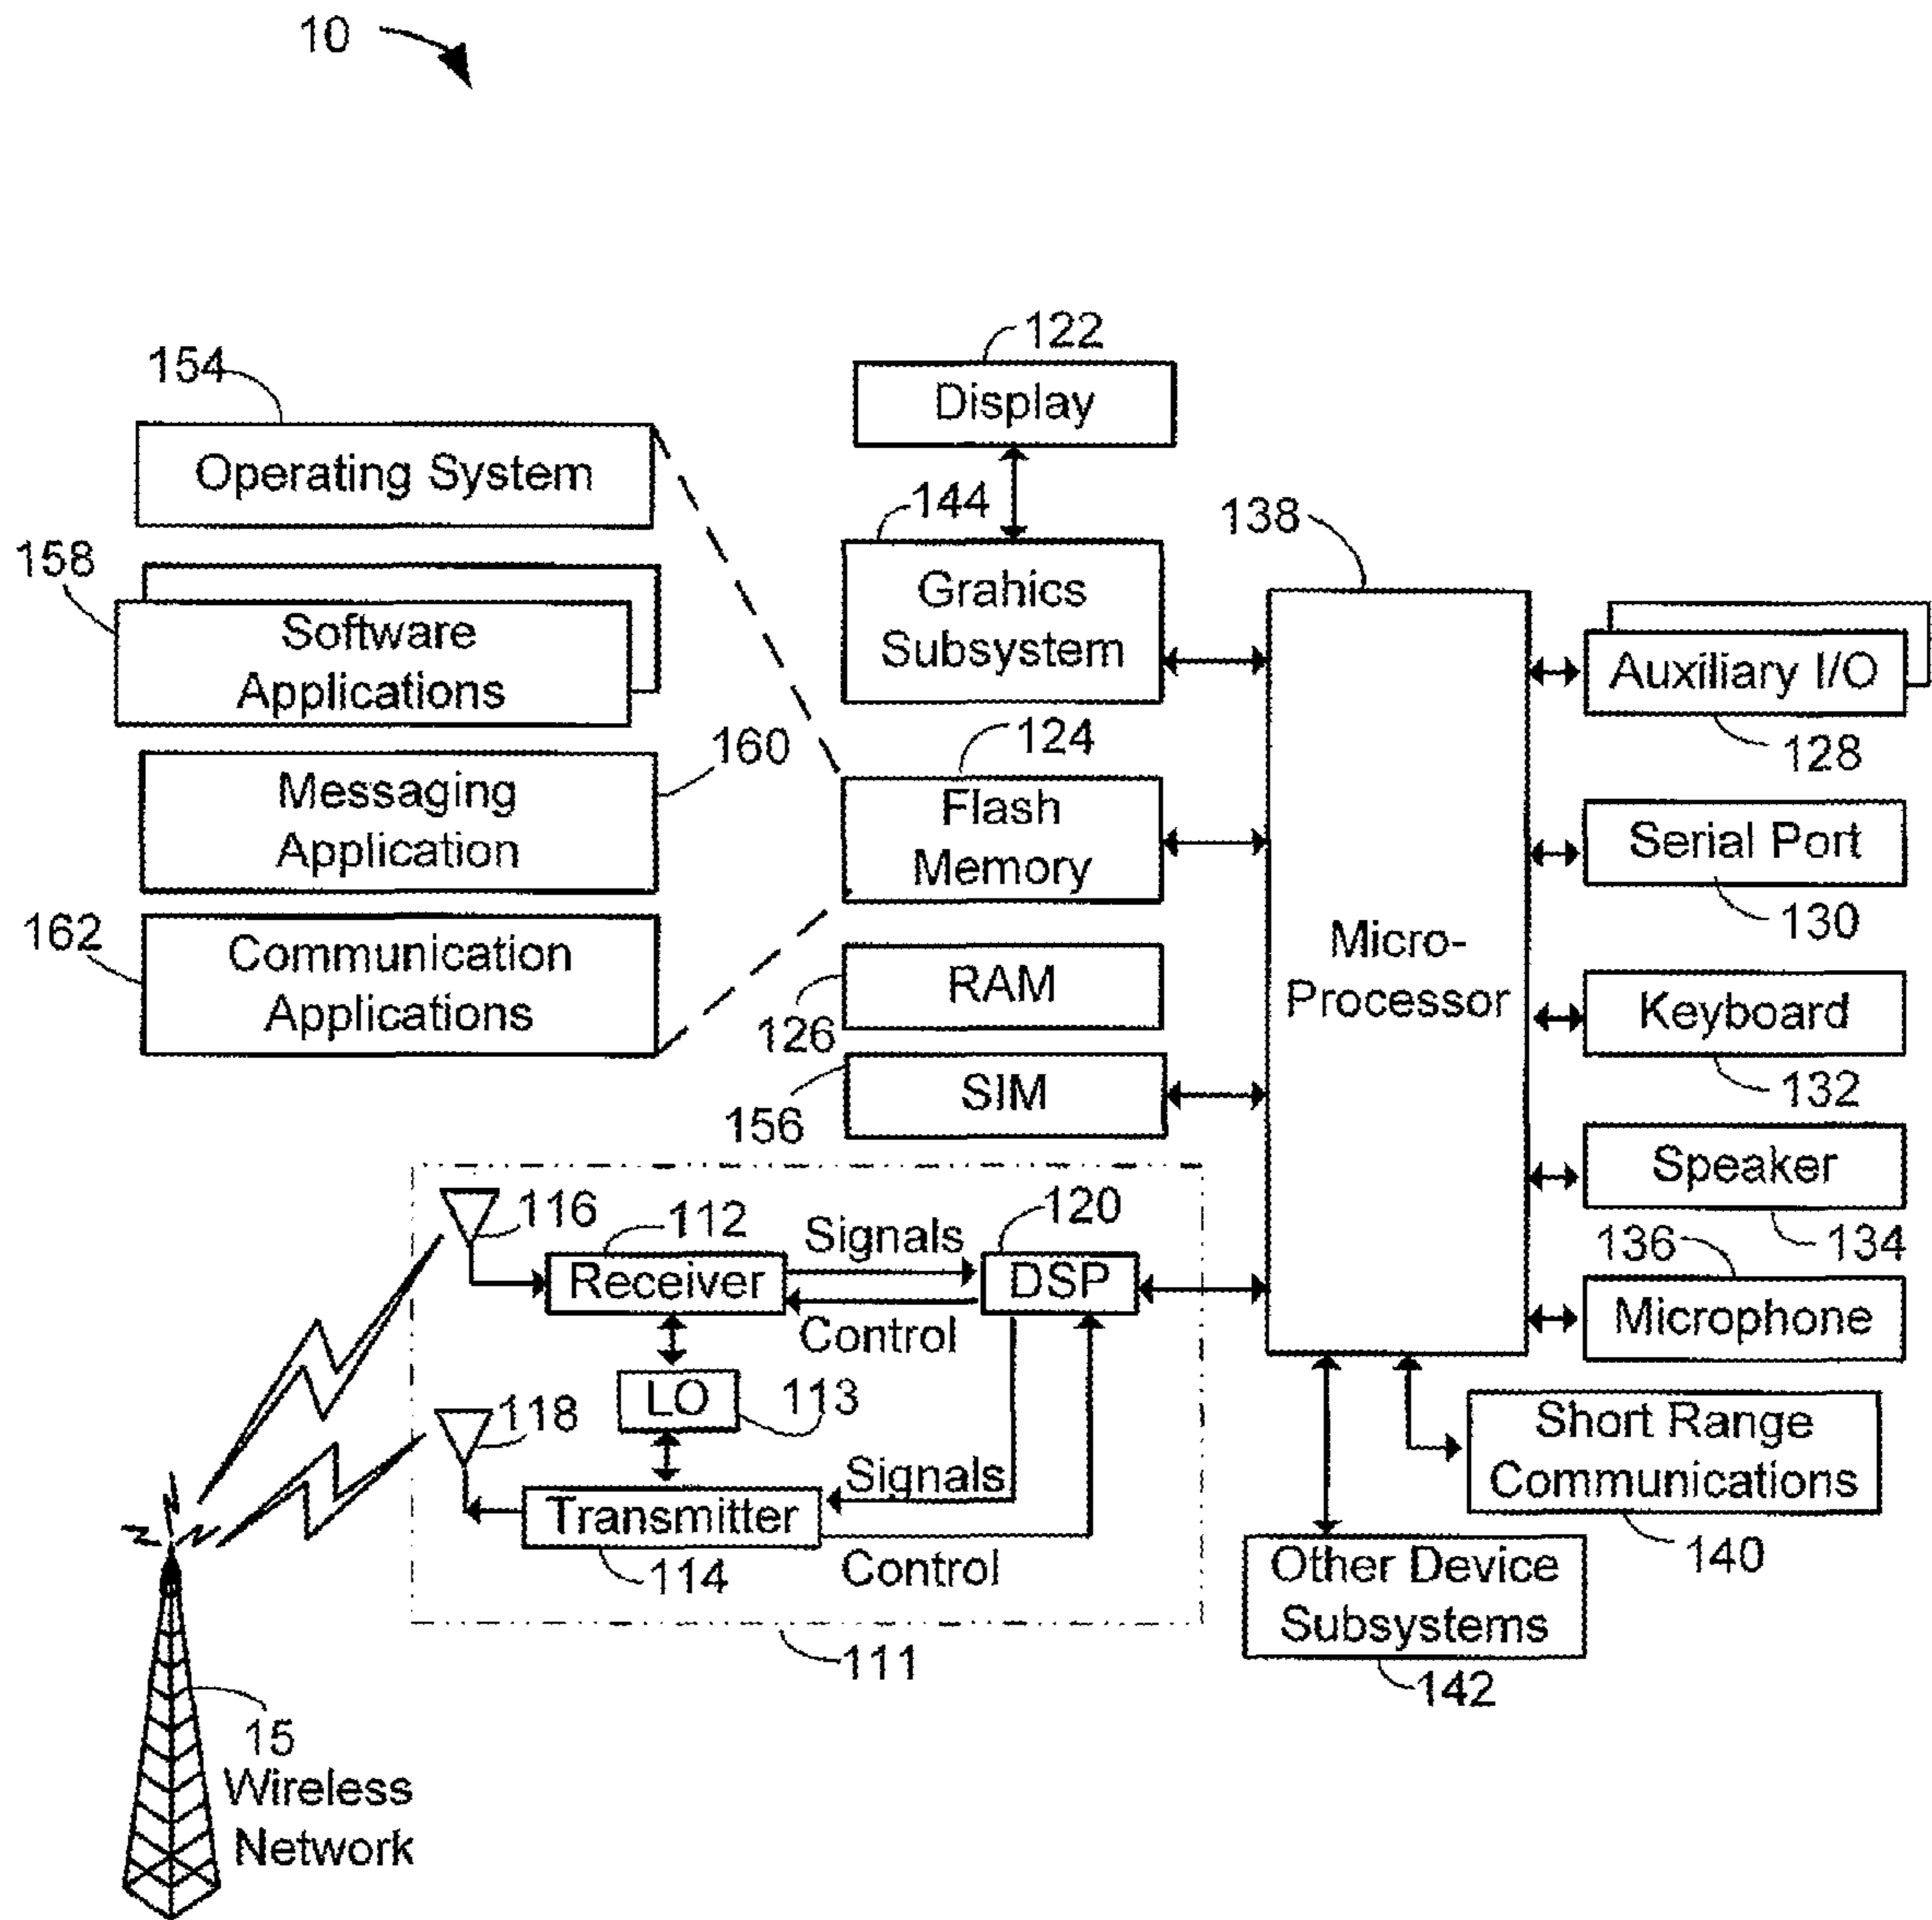 10
122
Display
154
Operating System
144
Grahics
Subsystem
138
158
Software
Applications
Auxiliary I/O
128
160
Messaging
Application
124
Flash
Memory
Serial Port
130
162
Communication
Applications
RAM
126
Micro-
Processor
Keyboard
132
SIM
156
Speaker
134
116
112
Receiver
Signals
Control
120
DSP
136
Microphone
LO
113
118
Signals
Transmitter
114
Control
111
Short Range
Communications
140
Other Device
Subsystems
142
15
Wireless
Network